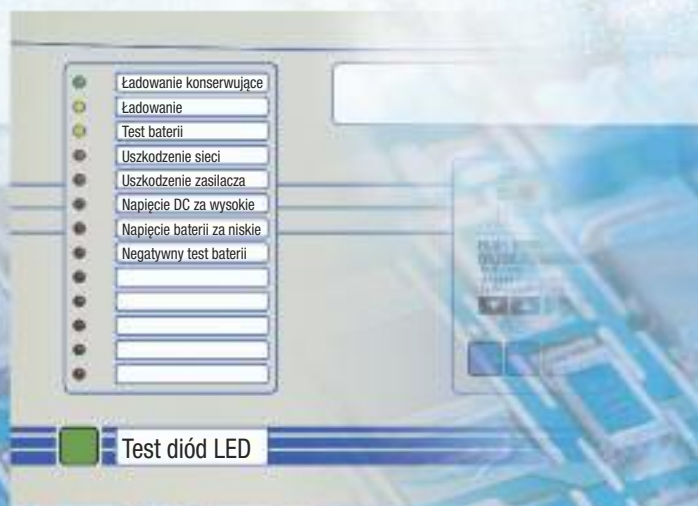 Ładowanie konserwujące
Ładowanie
Test baterii
Uszkodzenie sieci
Uszkodzenie zasilacza
Napięcie DC za wysokie
Napięcie baterii za niskie
Negatywny test baterii
Test diód LED